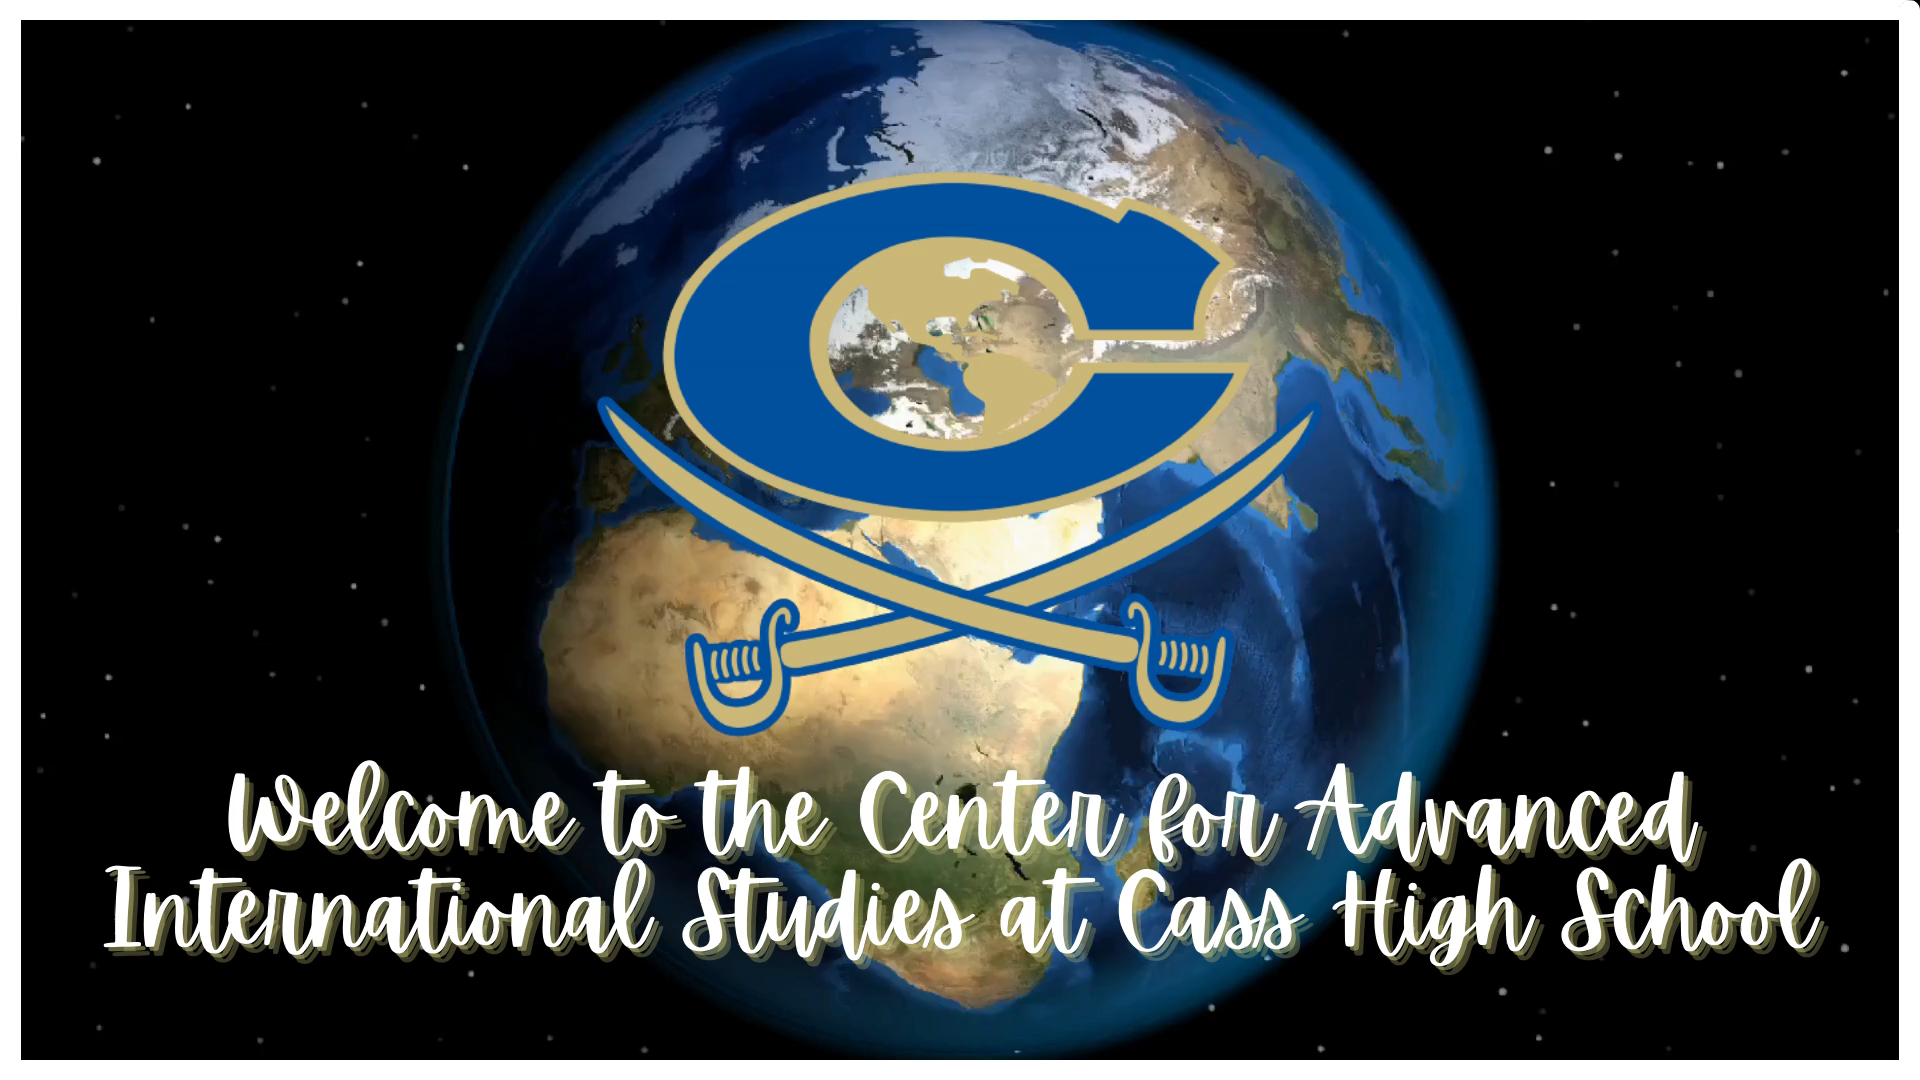 Welcome to the Center for Advanced
International Studies at Cass High School